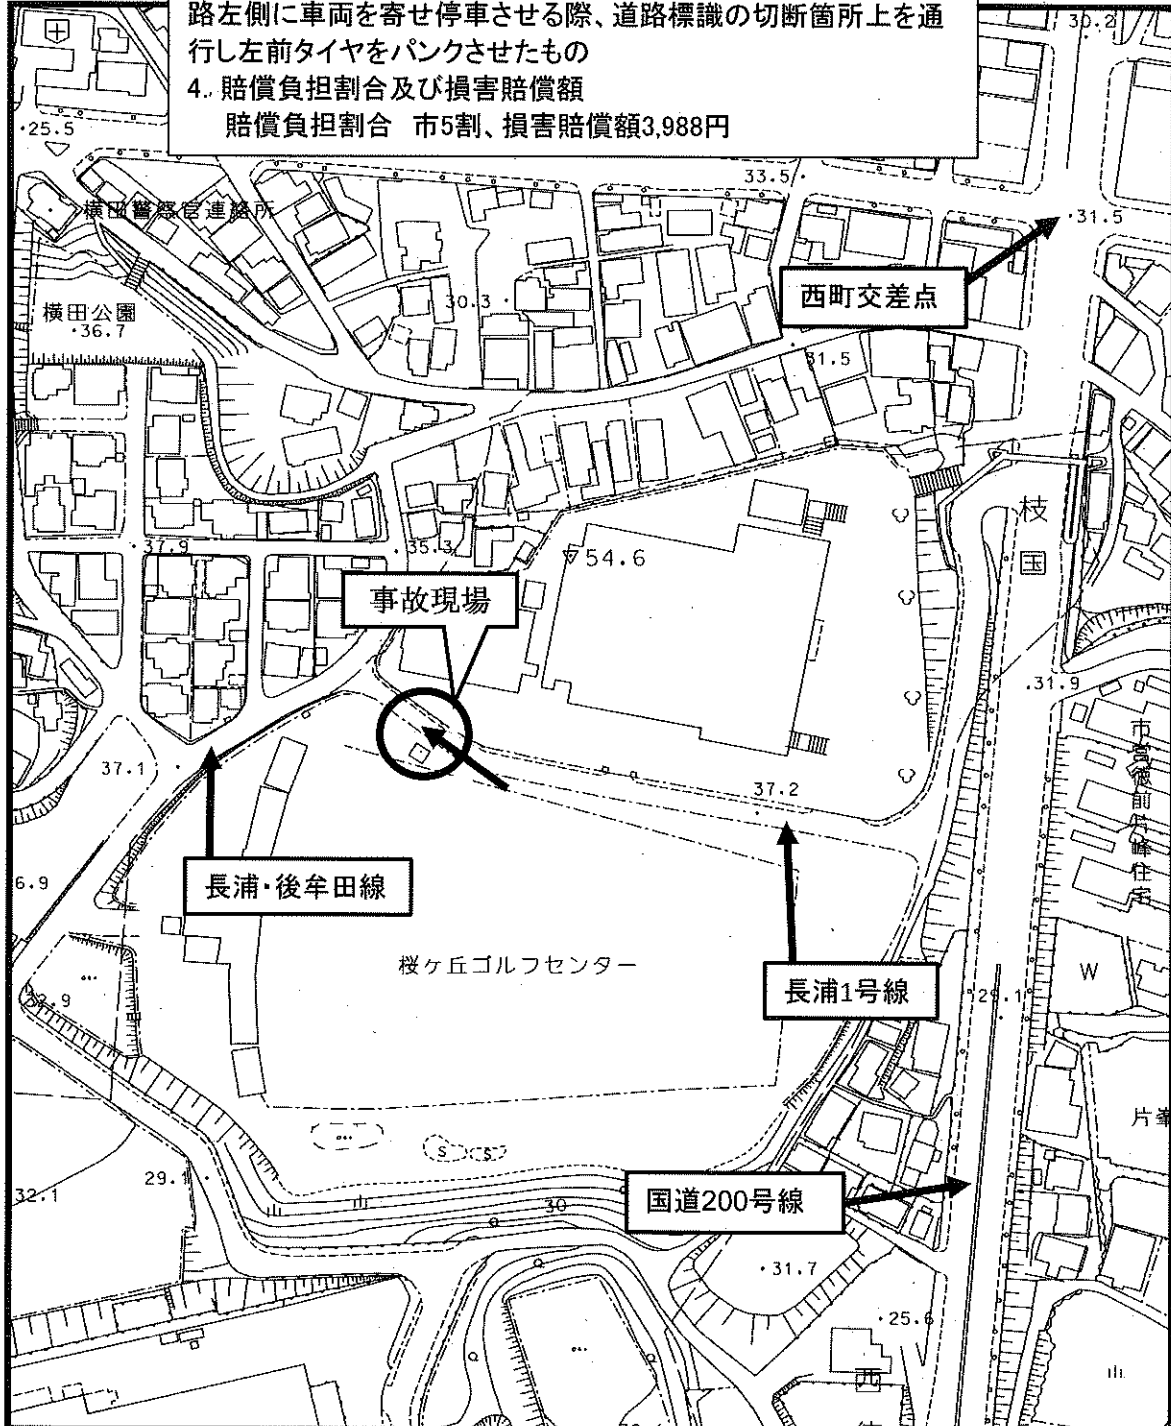 路左側に車両を寄せ停車させる際、道路標識の切断箇所上を通
行し左前タイヤをパンクさせたもの
4. 賠償負担割合及び損害賠償額
賠償負担割合 市5割、損害賠償額3,988円
30.2
25.5
33.5
横田警察官連絡所
31.5
西町交差点
横田公園
36.7
30.3
31.5
枝国
37.9
35.3
54.6
事故現場
31.9
37.1
37.2
6.9
長浦・後牟田線
桜ヶ丘ゴルフセンター
長浦1号線
W
29.1
S
S
29.1
32.1
30
国道200号線
31.7
25.6